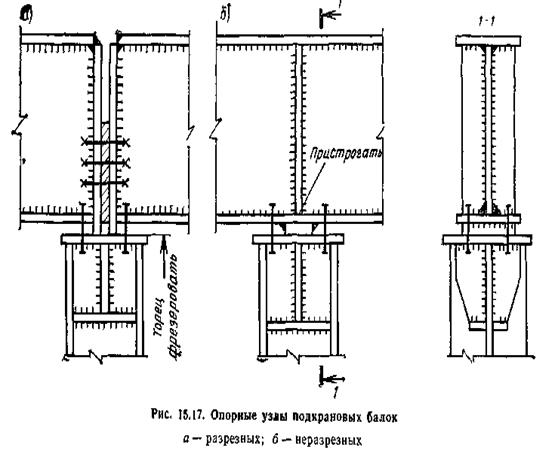 а)
б)
1
1-1
Пристрогать
Торец
фрезеровать
1
Рис. 15.17. Опорные узлы подкрановых балок
а — разрезных; б — неразрезных